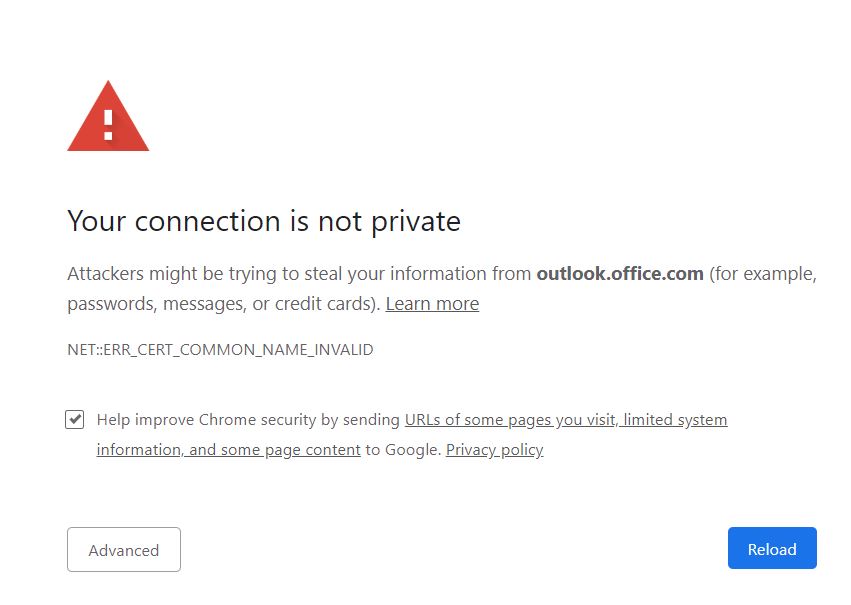 Your connection is not private
Attackers might be trying to steal your information from outlook.office.com (for example,
passwords, messages, or credit cards). Learn more
NET::ERR_CERT_COMMON_NAME_INVALID
Help improve Chrome security by sending URLs of some pages you visit, limited system
information, and some page content to Google. Privacy policy
Advanced
Reload